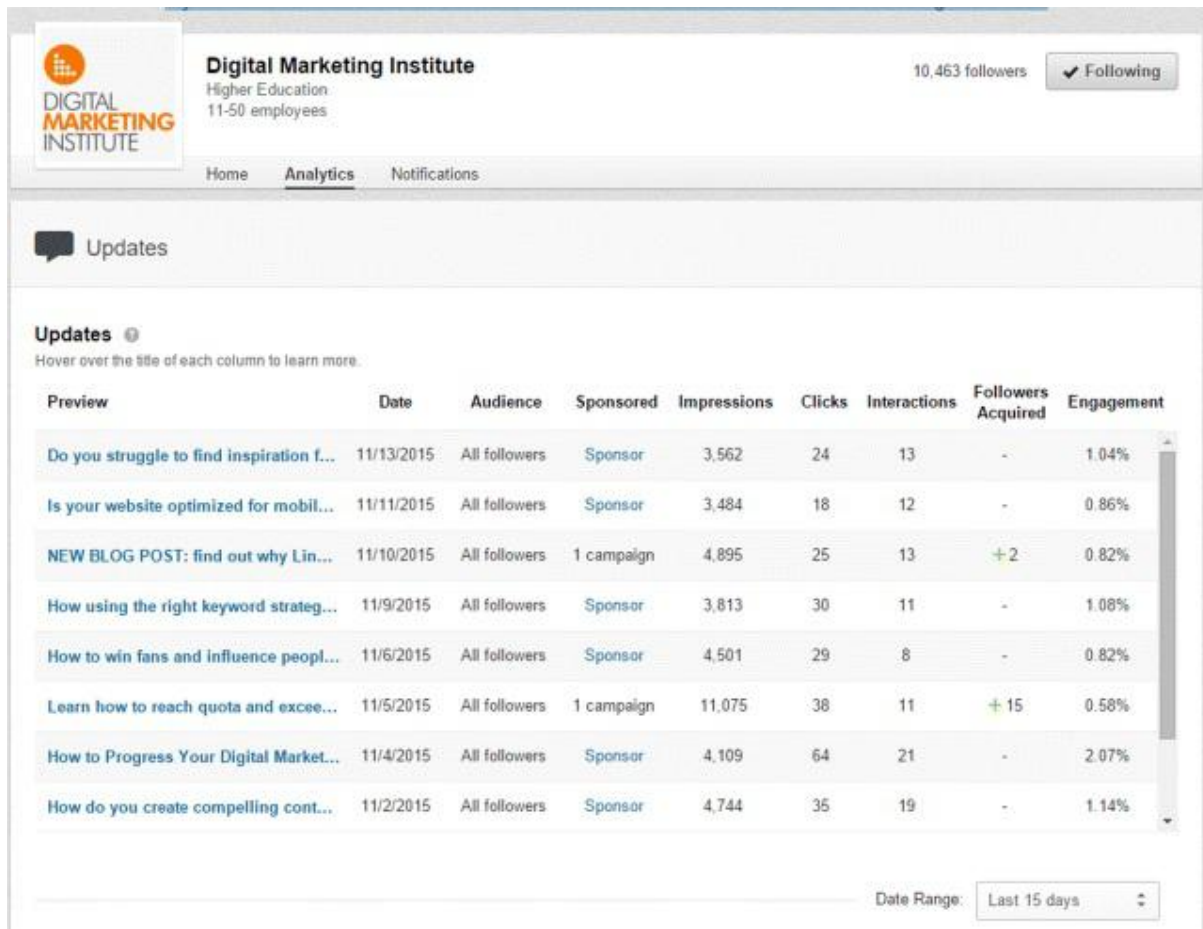 DIGITAL
MARKETING
INSTITUTE
Digital Marketing Institute
Higher Education
11-50 employees
10,463 followers
Following
Home Analytics Notifications
Updates
Updates
Hover over the title of each column to learn more.
Preview Date Audience Sponsored Impressions Clicks Interactions Followers Acquired Engagement
Do you struggle to find inspiration f... 11/13/2015 All followers Sponsor 3,562 24 13 - 1.04%
Is your website optimized for mobil... 11/11/2015 All followers Sponsor 3,484 18 12 - 0.86%
NEW BLOG POST: find out why Lin... 11/10/2015 All followers 1 campaign 4,895 25 13 +2 0.82%
How using the right keyword strateg... 11/9/2015 All followers Sponsor 3,813 30 11 - 1.08%
How to win fans and influence peopl... 11/6/2015 All followers Sponsor 4,501 29 8 - 0.82%
Learn how to reach quota and excee... 11/5/2015 All followers 1 campaign 11,075 38 11 + 15 0.58%
How to Progress Your Digital Market... 11/4/2015 All followers Sponsor 4,109 64 21 - 2.07%
How do you create compelling cont... 11/2/2015 All followers Sponsor 4,744 35 19 - 1.14%
Date Range: Last 15 days